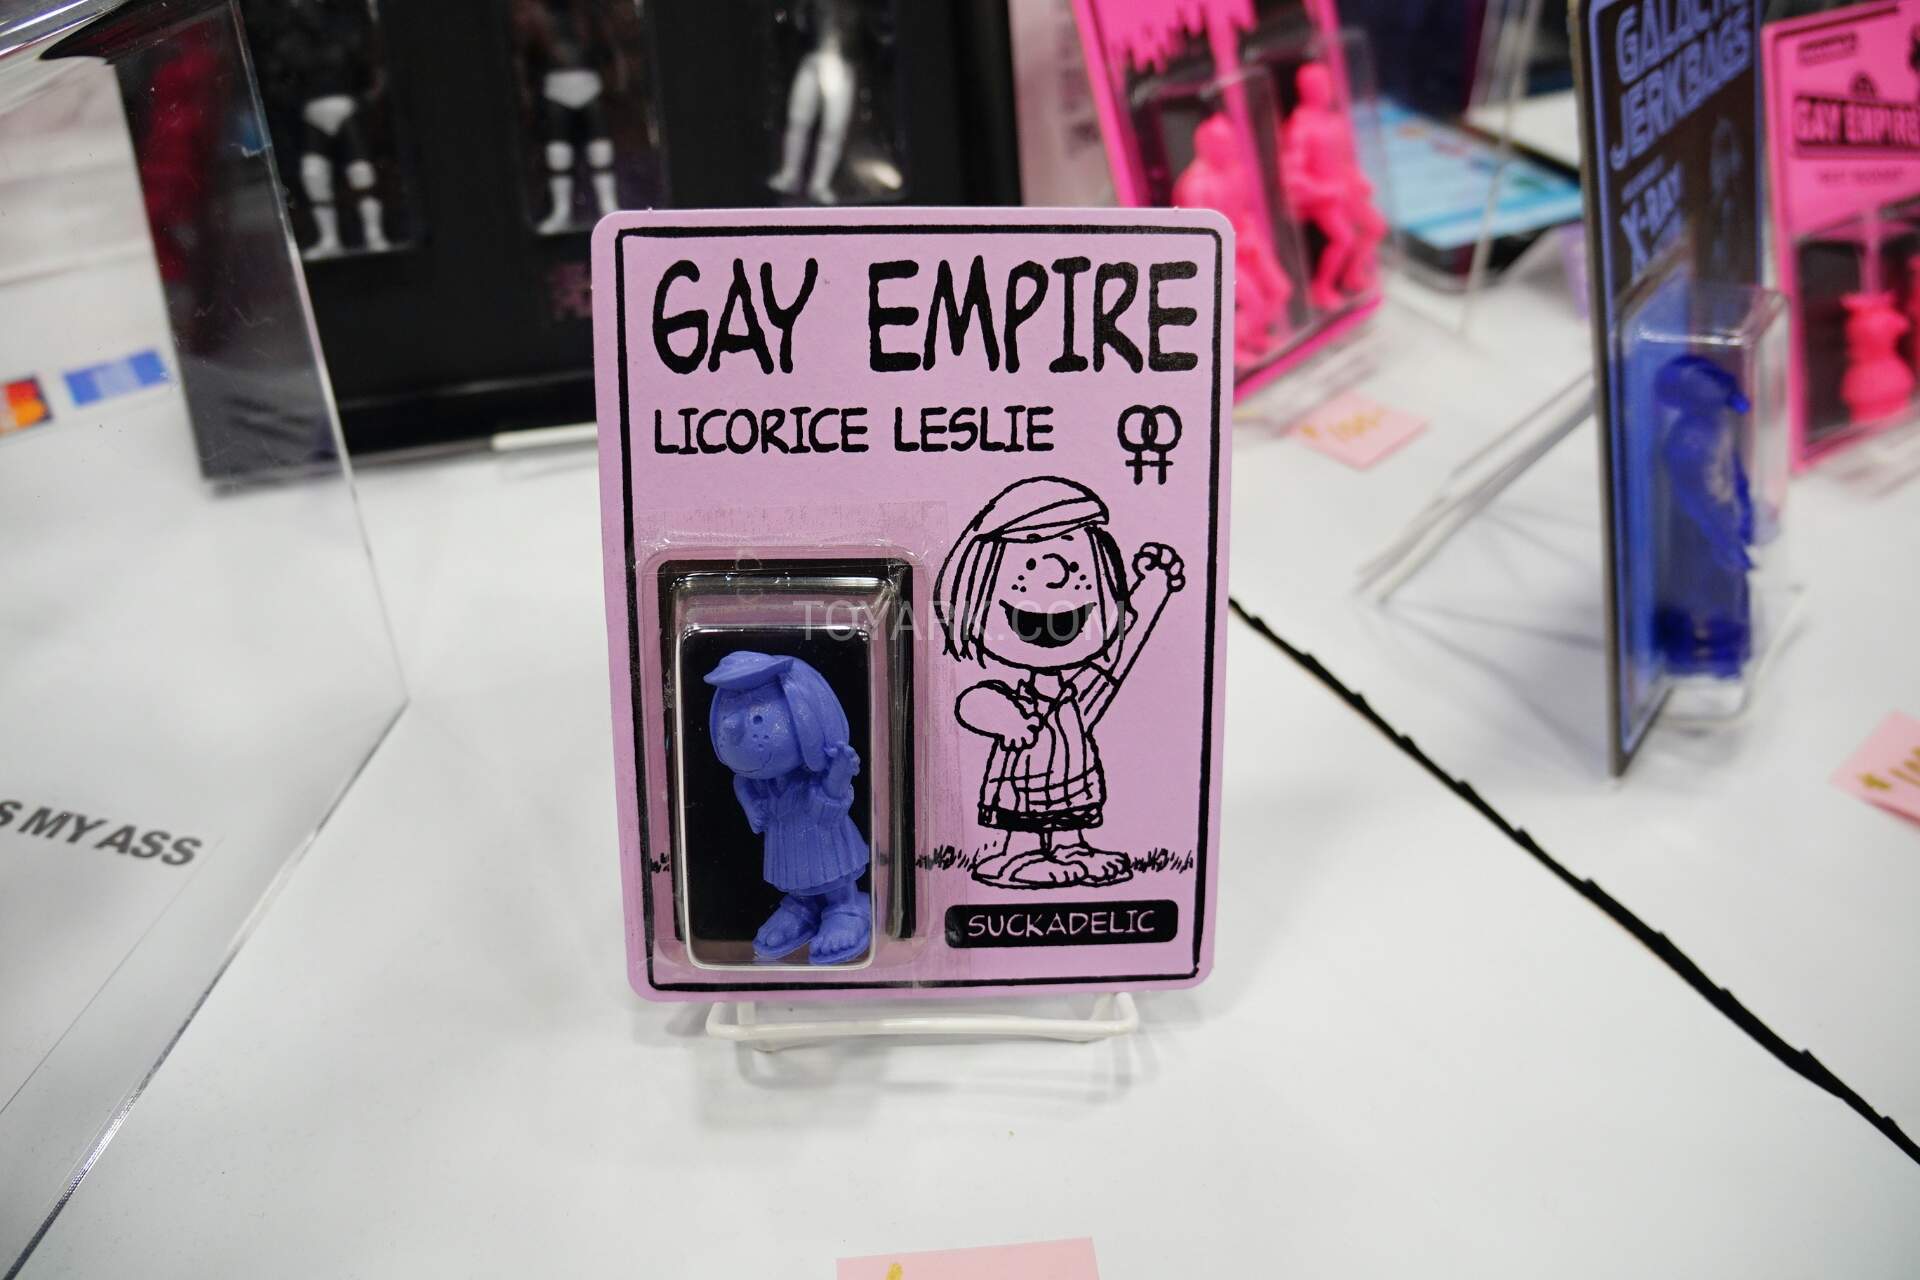 GAY EMPIRE
LICORICE LESLIE
SUCKADELIC
TOYARK.COM
GALACTIC
JERKBAGS
X-RAY
GAY EMPIRE
S MY ASS